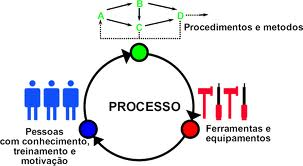 B
A
D
C
Procedimentos e metodos
PROCESSO
Pessoas
com conhecimento,
treinamento e
motivação
Ferramentas e
equipamentos